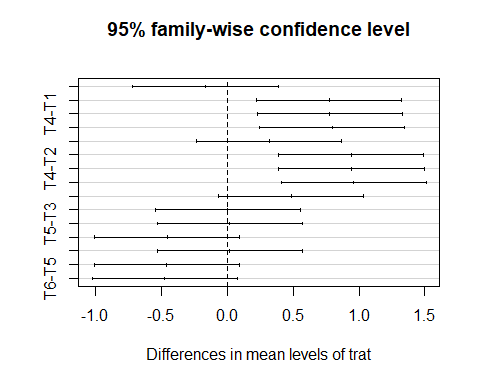 95% family-wise confidence level
T4-T1
T4-T2
T5-T3
T6-T5
-1.0 -0.5 0.0 0.5 1.0 1.5
Differences in mean levels of trat